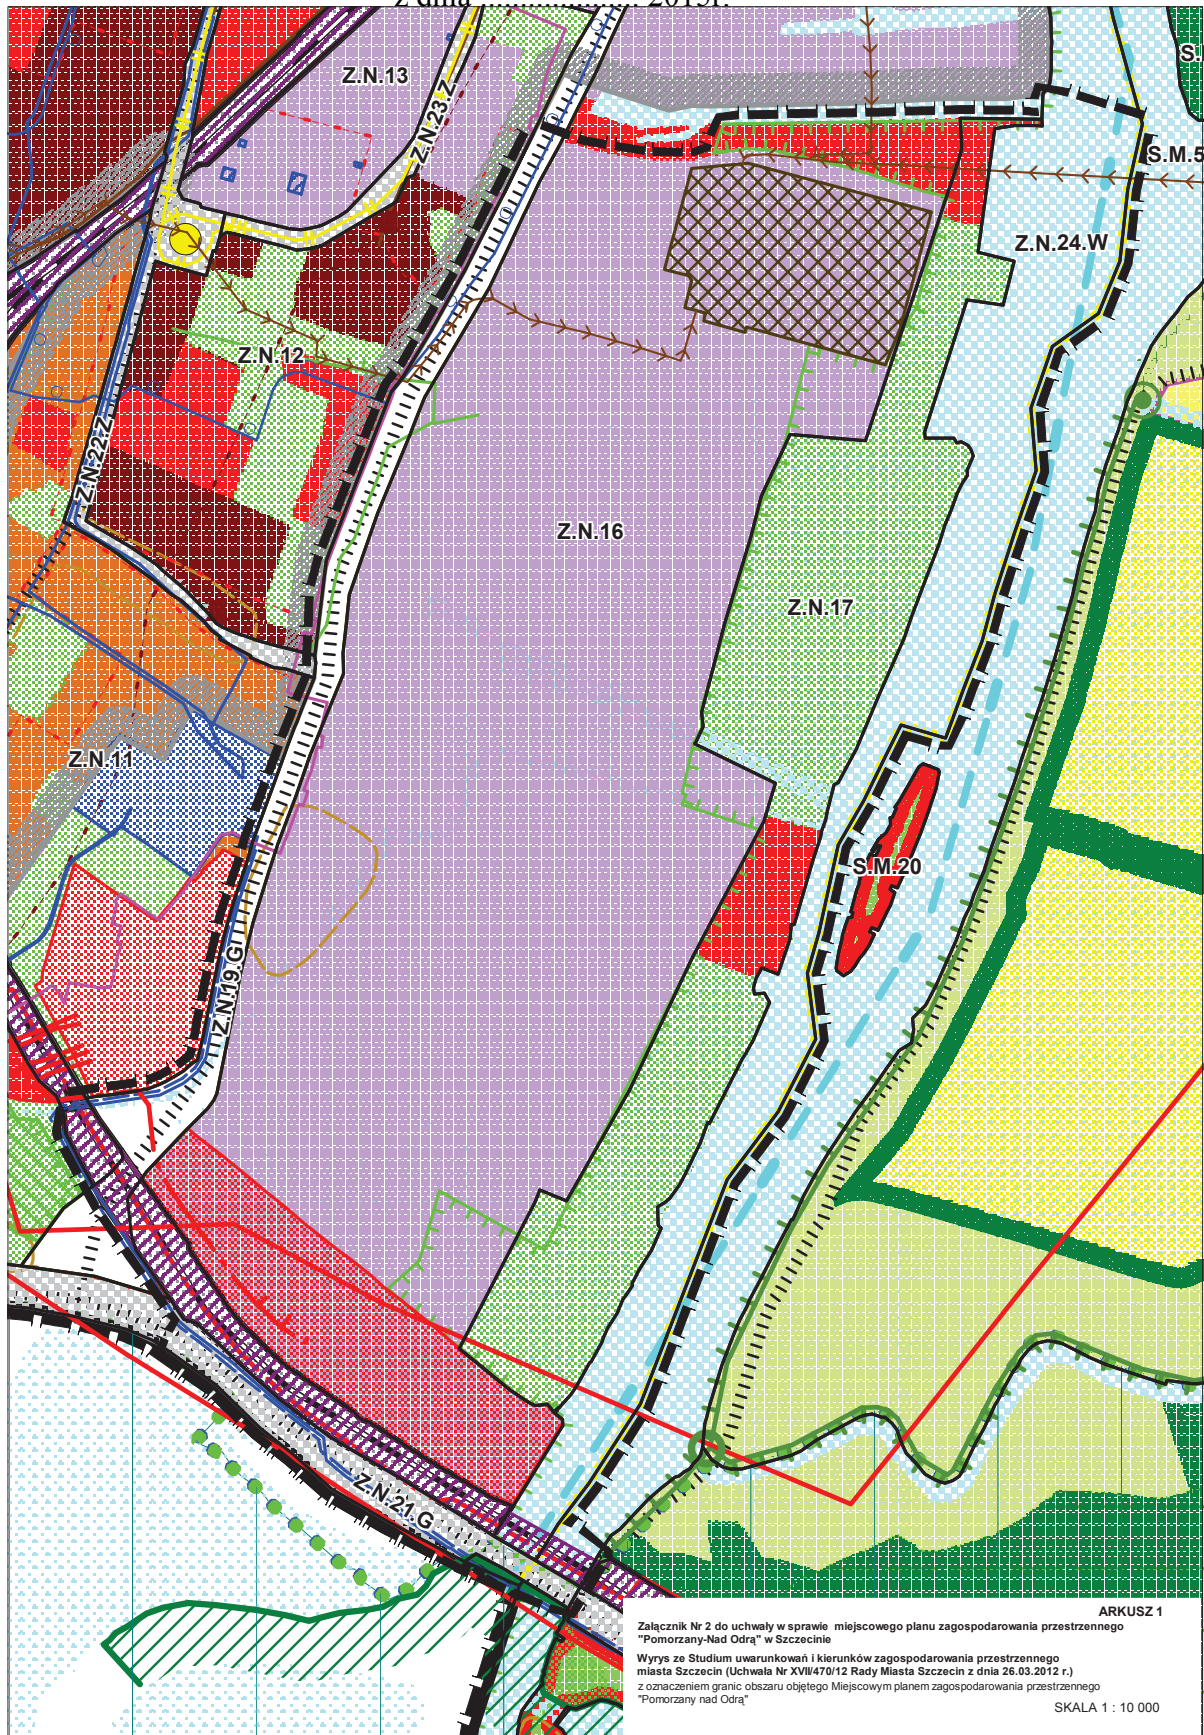 z dnia ..................... 2015r.
S.
Z.N.13
Z.N.23.Z
S.M.5
Z.N.24.W
Z.N.12
Z.N.22.Z
Z.N.16
Z.N.17
Z.N.11
S.M.20
Z.N.19.G
Z.N.21.G
ARKUSZ 1
Załącznik Nr 2 do uchwały w sprawie miejscowego planu zagospodarowania przestrzennego
"Pomorzany-Nad Odrą" w Szczecinie
Wyrys ze Studium uwarunkowań i kierunków zagospodarowania przestrzennego
miasta Szczecin (Uchwała Nr XVII/470/12 Rady Miasta Szczecin z dnia 26.03.2012 r.)
z oznaczeniem granic obszaru objętego Miejscowym planem zagospodarowania przestrzennego
"Pomorzany nad Odrą"
SKALA 1 : 10 000